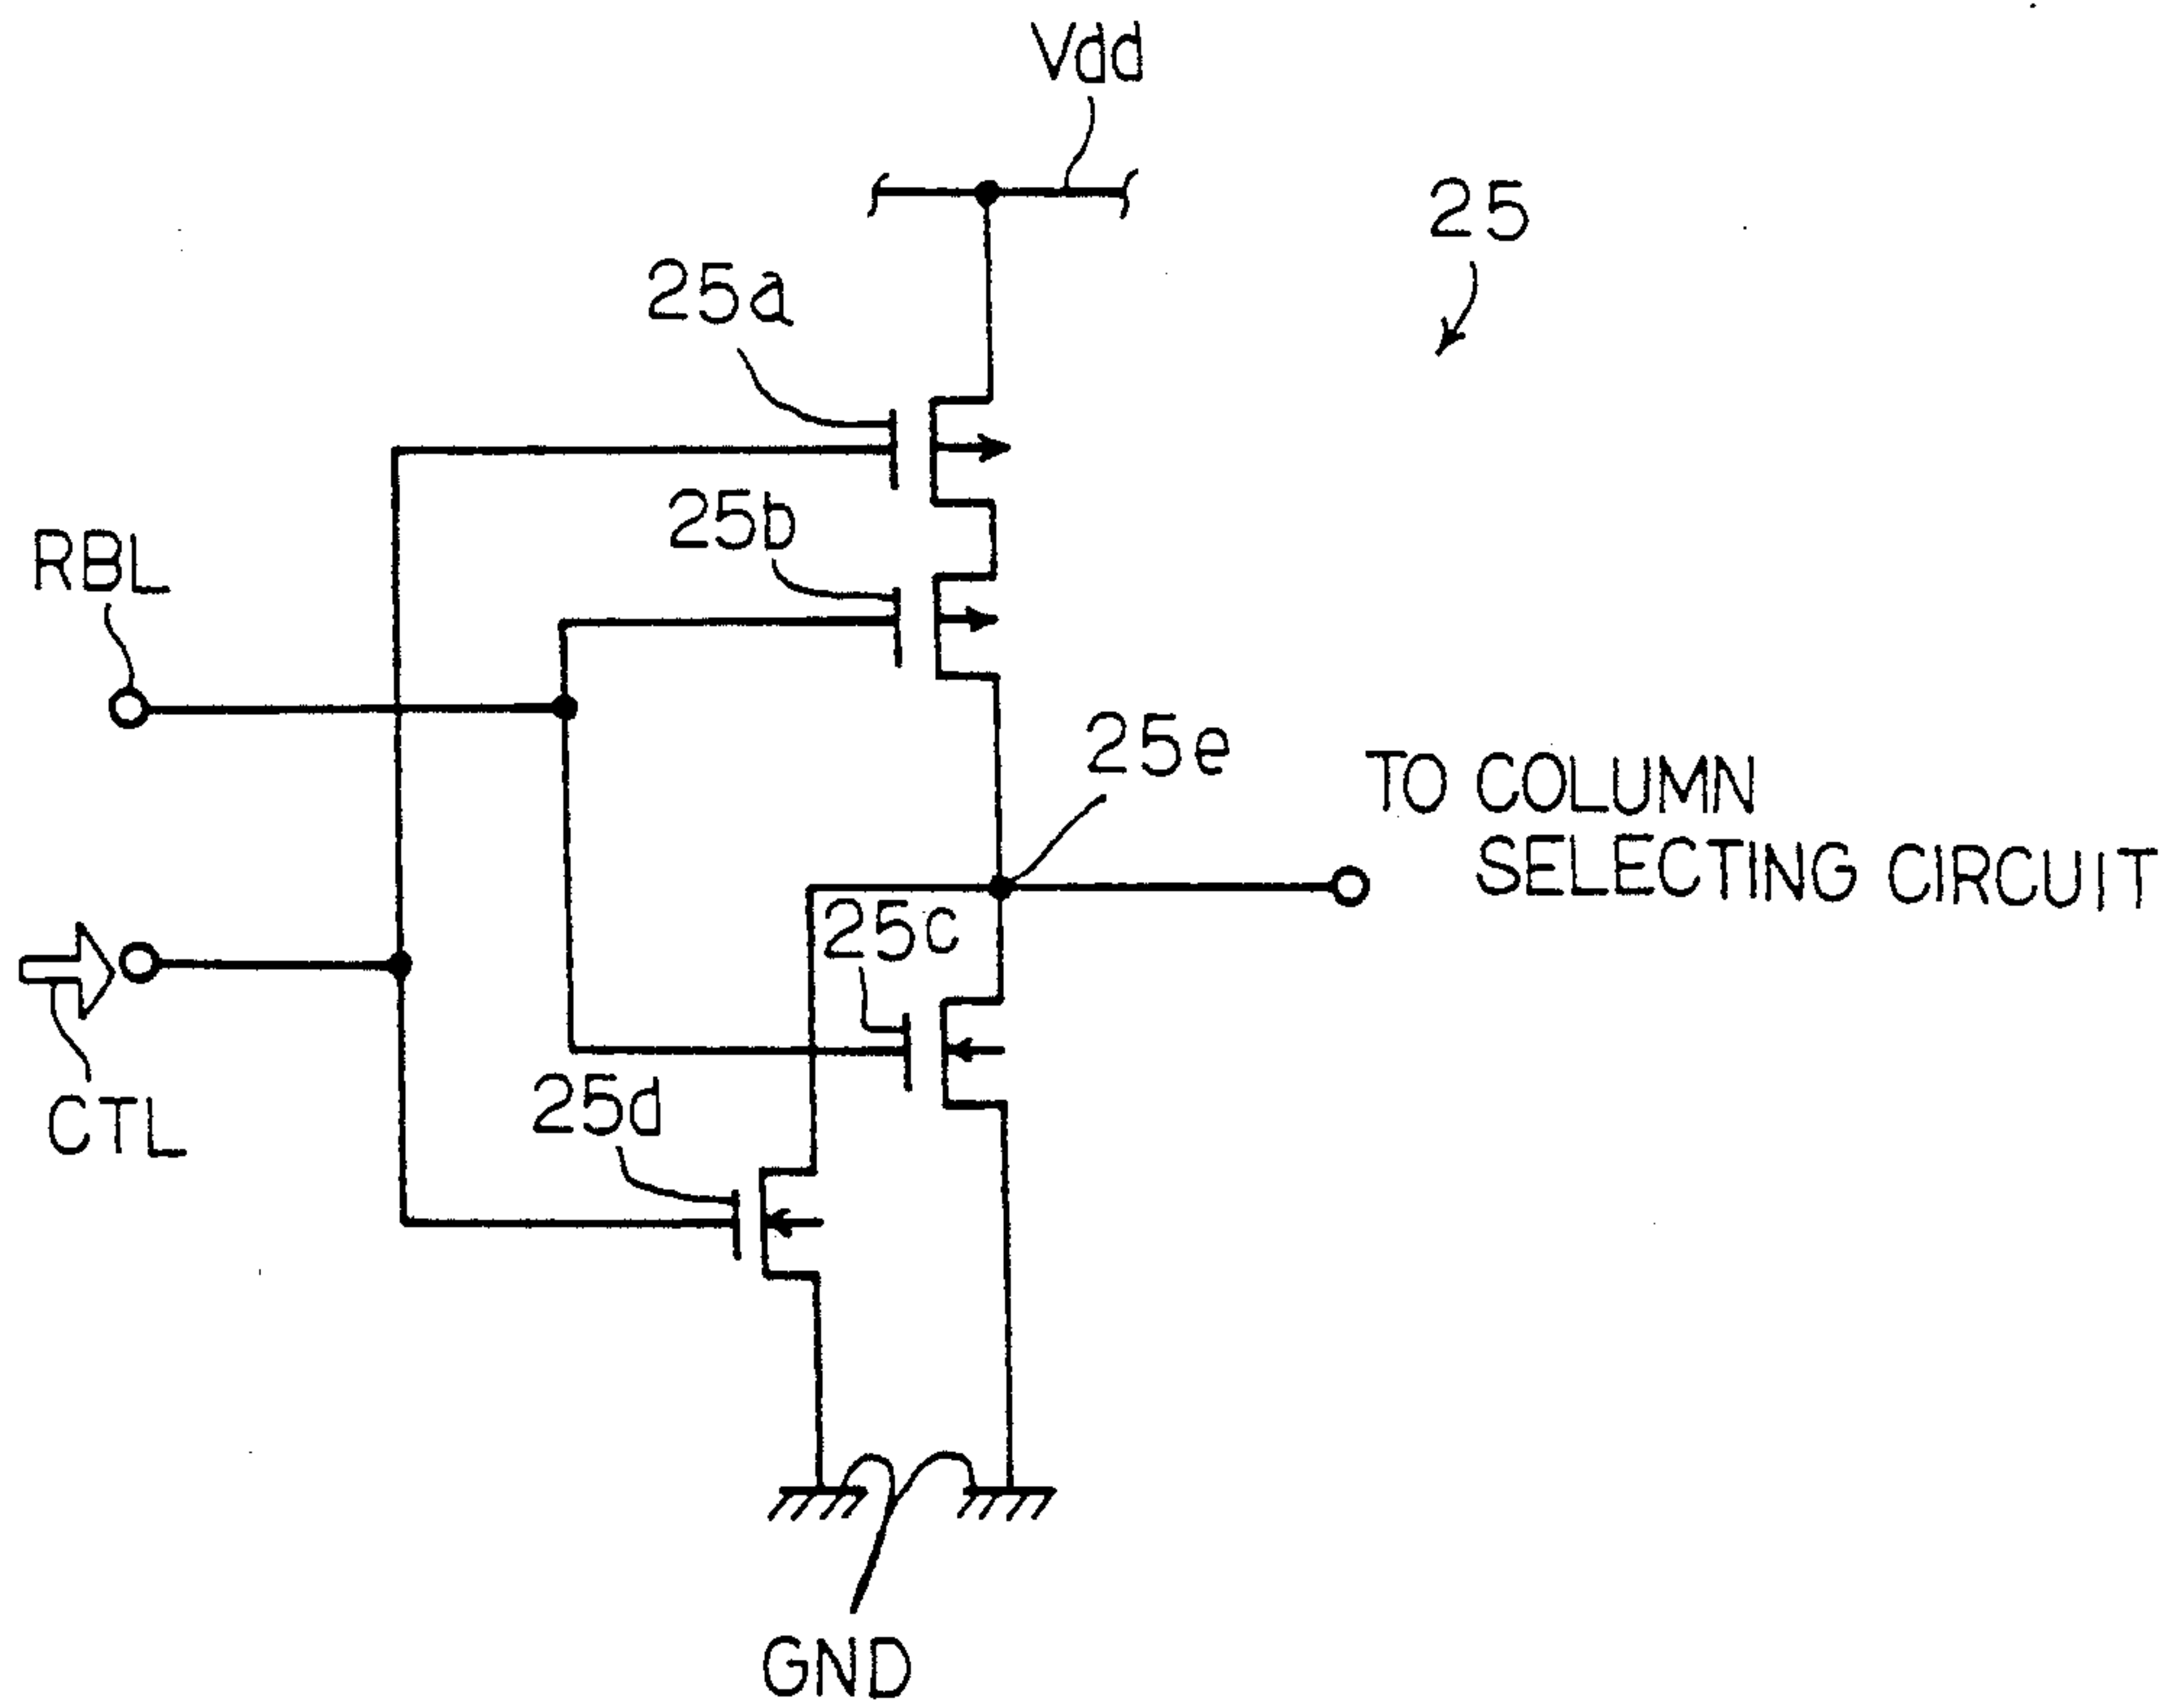 Vdd
25
25a
25b
RBL
25e
TO COLUMN
SELECTING CIRCUIT
25c
25d
CTL
GND